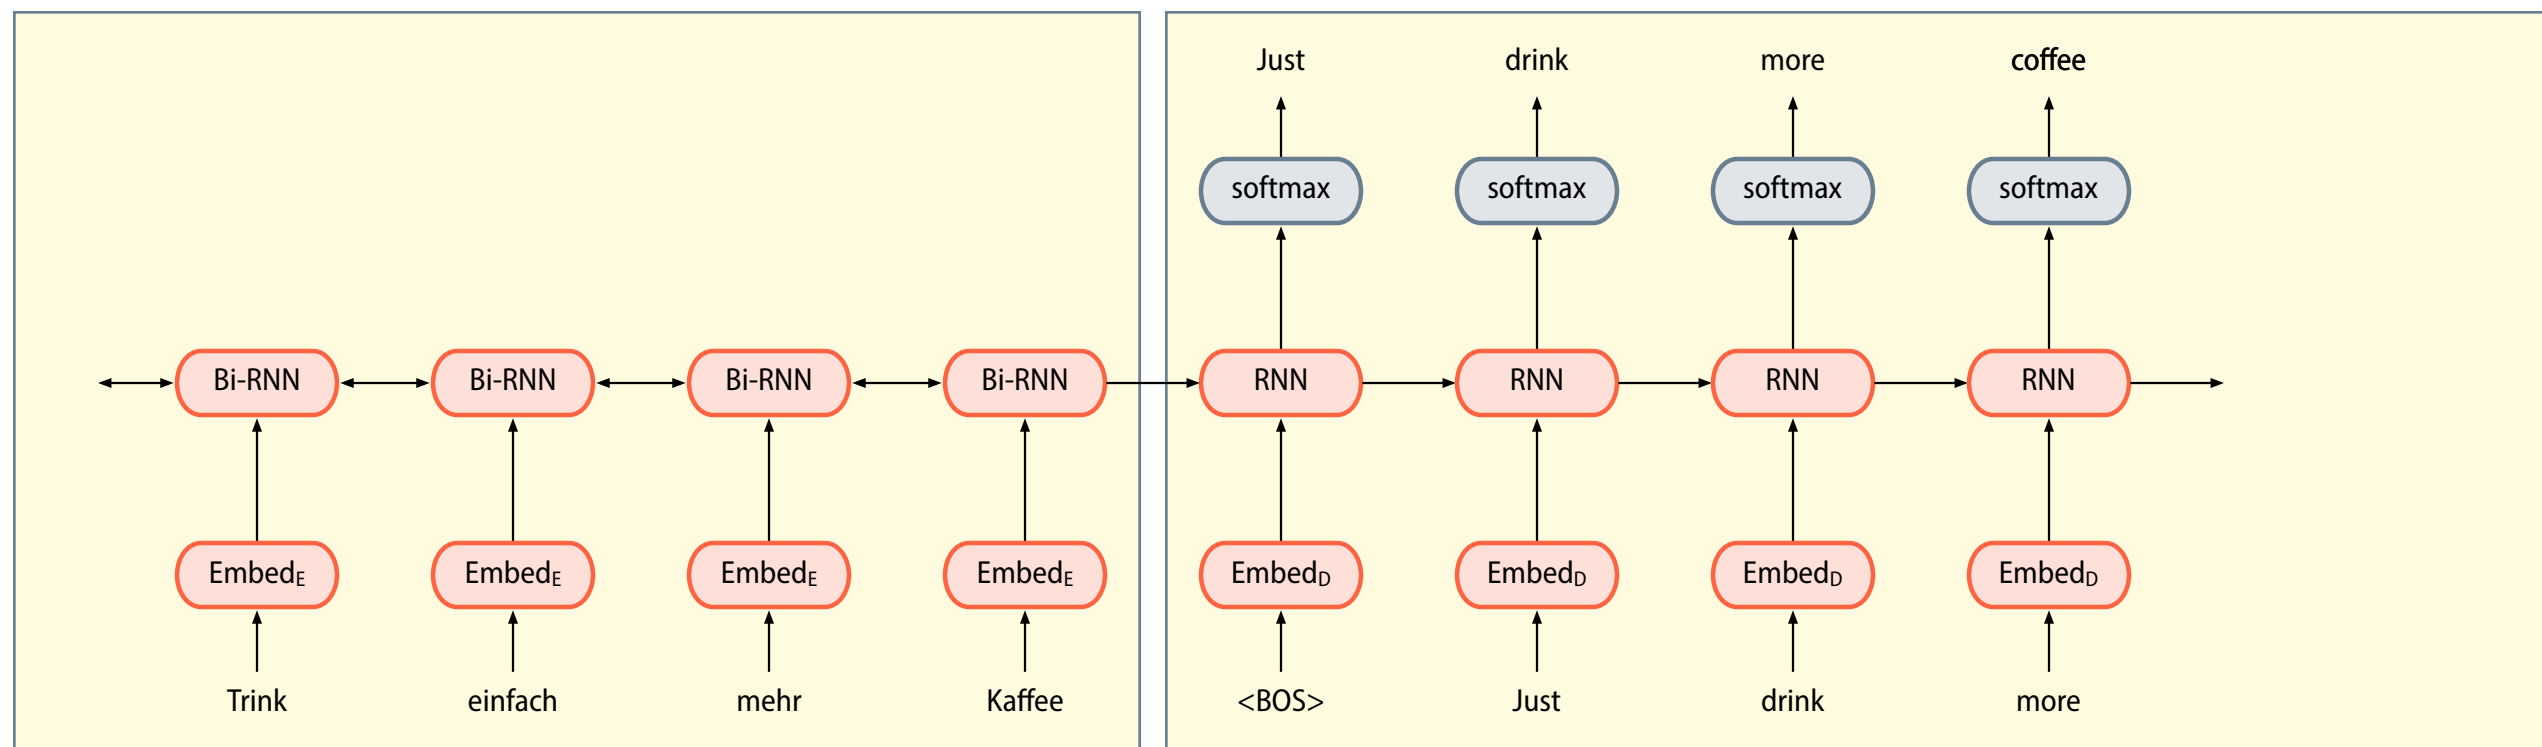 Just drink more coffee
softmax softmax softmax softmax
Bi-RNN Bi-RNN Bi-RNN Bi-RNN RNN RNN RNN RNN
EmbedE EmbedE EmbedE EmbedE EmbedD EmbedD EmbedD EmbedD
Trink einfach mehr Kaffee <BOS> Just drink more